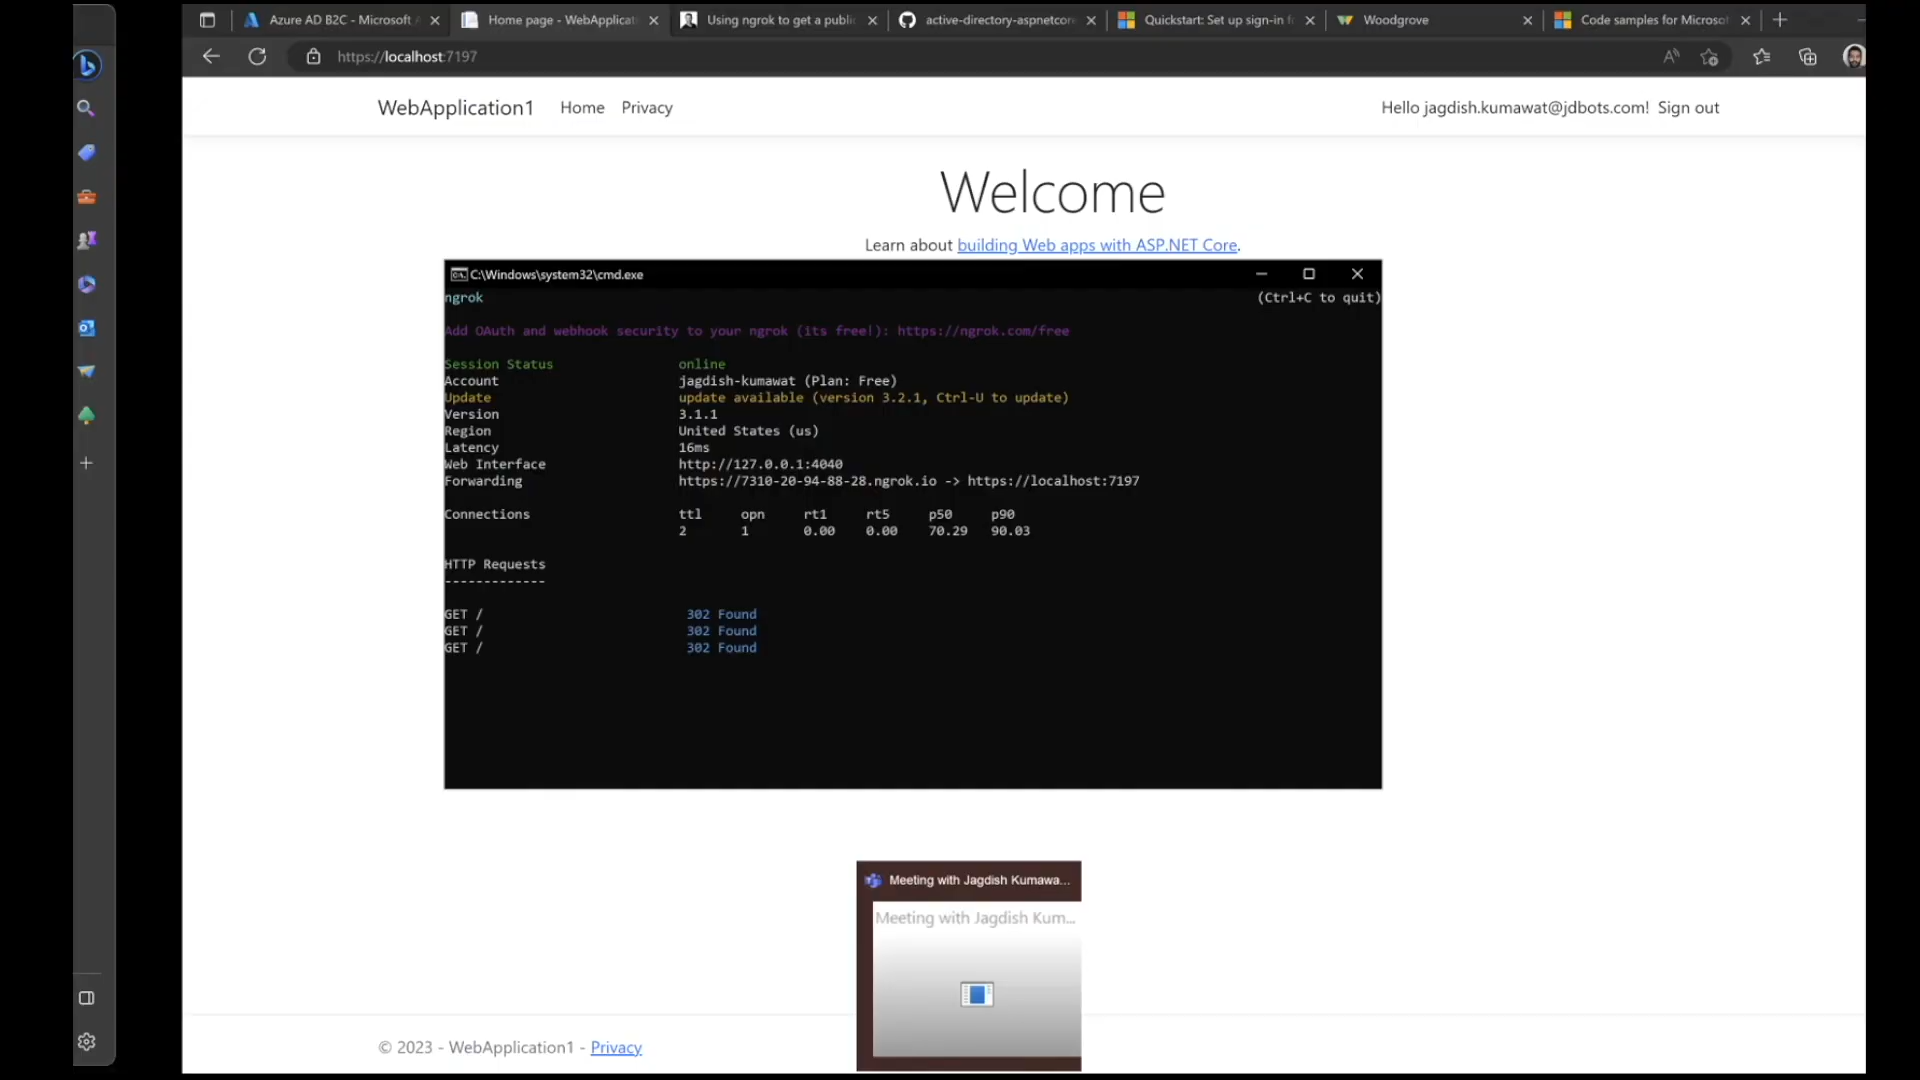 Azure AD B2C - Microsoft A
Home page - WebApplicati
Using ngrok to get a public
active-directory-aspnetcore
Quickstart: Set up sign-in f
Woodgrove
Code samples for Microsof
https://localhost:7197
WebApplication1 Home Privacy
Hello jagdish.kumawat@jdbots.com! Sign out
Welcome
Learn about building Web apps with ASP.NET Core.
C:\Windows\system32\cmd.exe
ngrok (Ctrl+C to quit)
Add OAuth and webhook security to your ngrok (its free!): https://ngrok.com/free
Session Status online
Account jagdish-kumawat (Plan: Free)
Update update available (version 3.2.1, Ctrl-U to update)
Version 3.1.1
Region United States (us)
Latency 16ms
Web Interface http://127.0.0.1:4040
Forwarding https://7310-20-94-88-28.ngrok.io -> https://localhost:7197
Connections ttl opn rt1 rt5 p50 p90
2 1 0.00 0.00 70.29 90.03
HTTP Requests
-------------
GET / 302 Found
GET / 302 Found
GET / 302 Found
Meeting with Jagdish Kumawa...
Meeting with Jagdish Kum...
© 2023 - WebApplication1 - Privacy